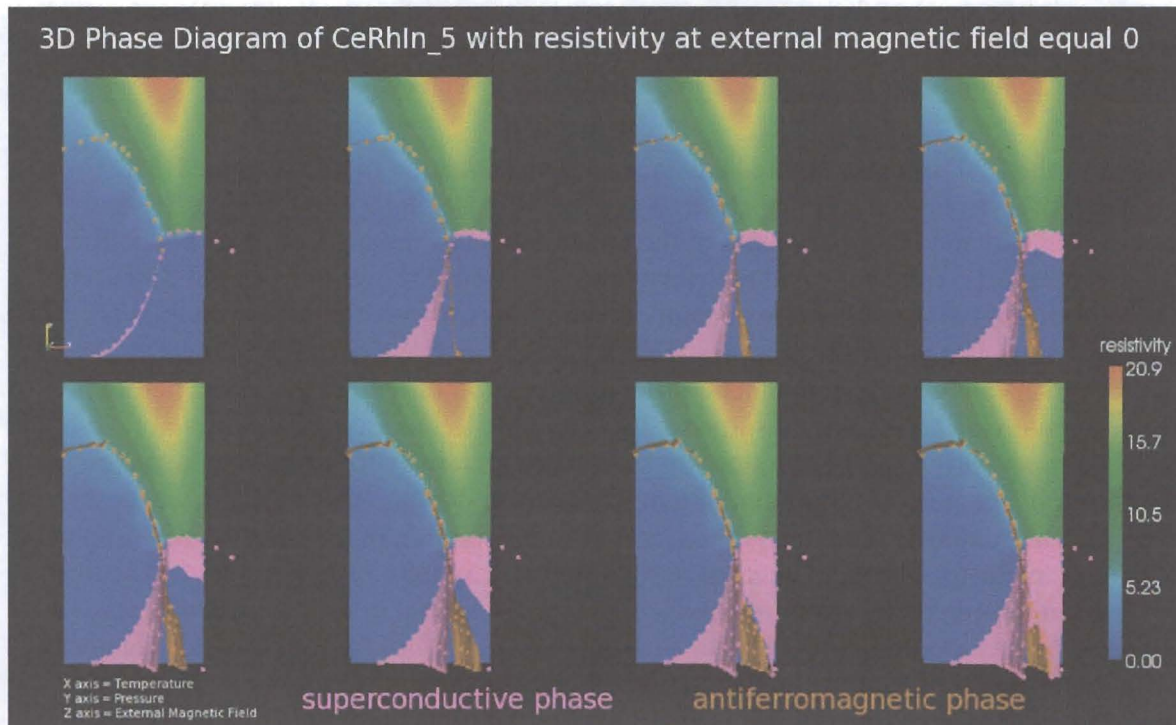 3D Phase Diagram of CeRhIn_5 with resistivity at external magnetic field equal 0
resistivity
20.9
15.7
10.5
5.23
0.00
X axis = Temperature
Y axis = Pressure
Z axis = External Magnetic Field
superconductive phase
antiferromagnetic phase